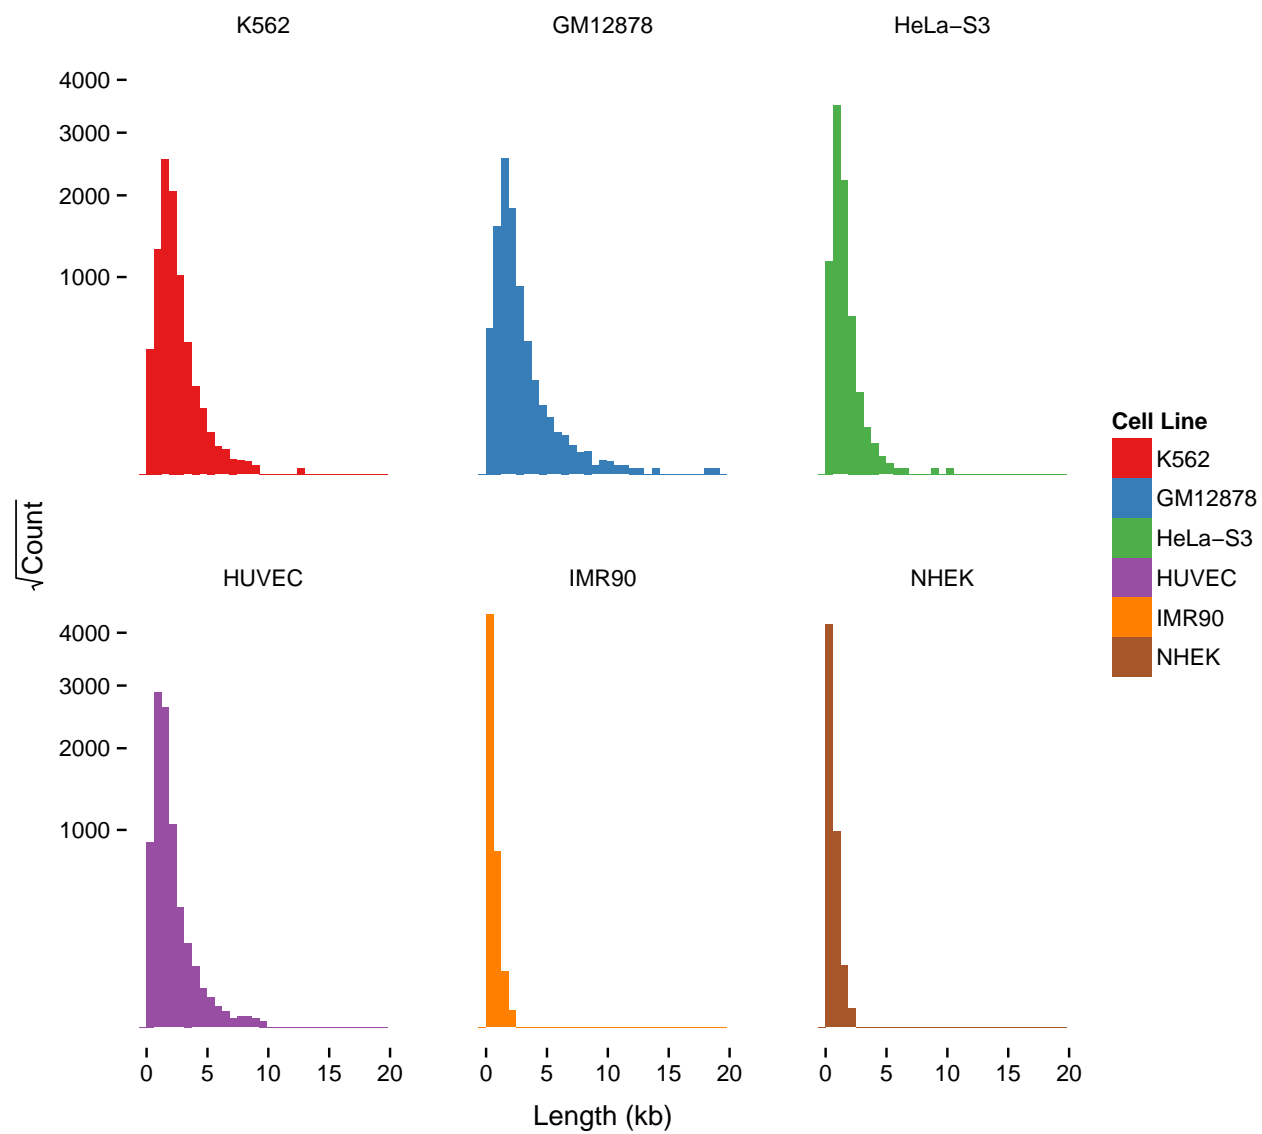 K562 GM12878 HeLa−S3
4000
3000
2000
1000
√Count
HUVEC IMR90 NHEK
4000
3000
2000
1000
0 5 10 15 20 0 5 10 15 20 0 5 10 15 20
Length (kb)
Cell Line
K562
GM12878
HeLa−S3
HUVEC
IMR90
NHEK